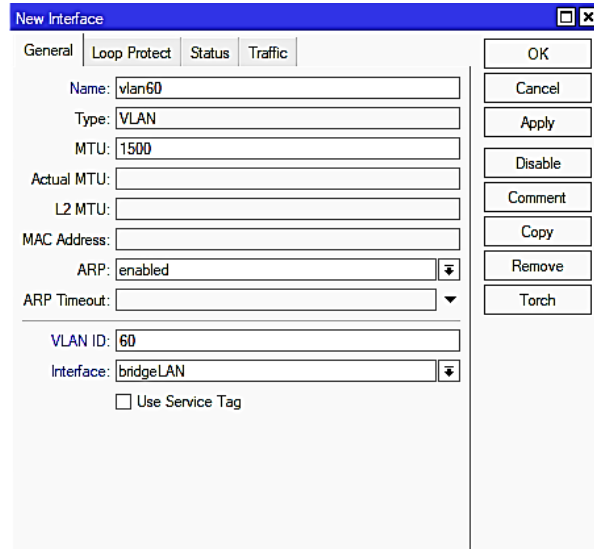 New Interface
General Loop Protect Status Traffic
OK
Name: vlan60
Cancel
Type: VLAN
Apply
MTU: 1500
Disable
Actual MTU:
Comment
L2 MTU:
Copy
MAC Address:
Remove
ARP: enabled
Torch
ARP Timeout:
VLAN ID: 60
Interface: bridgeLAN
Use Service Tag